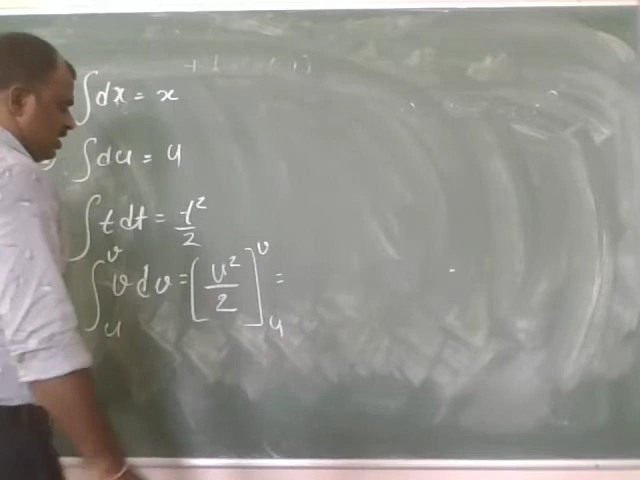 ∫dx = x
∫du = u
∫t dt = t²/2
∫ᵤᵛ v dv = [v²/2]ᵤᵛ =